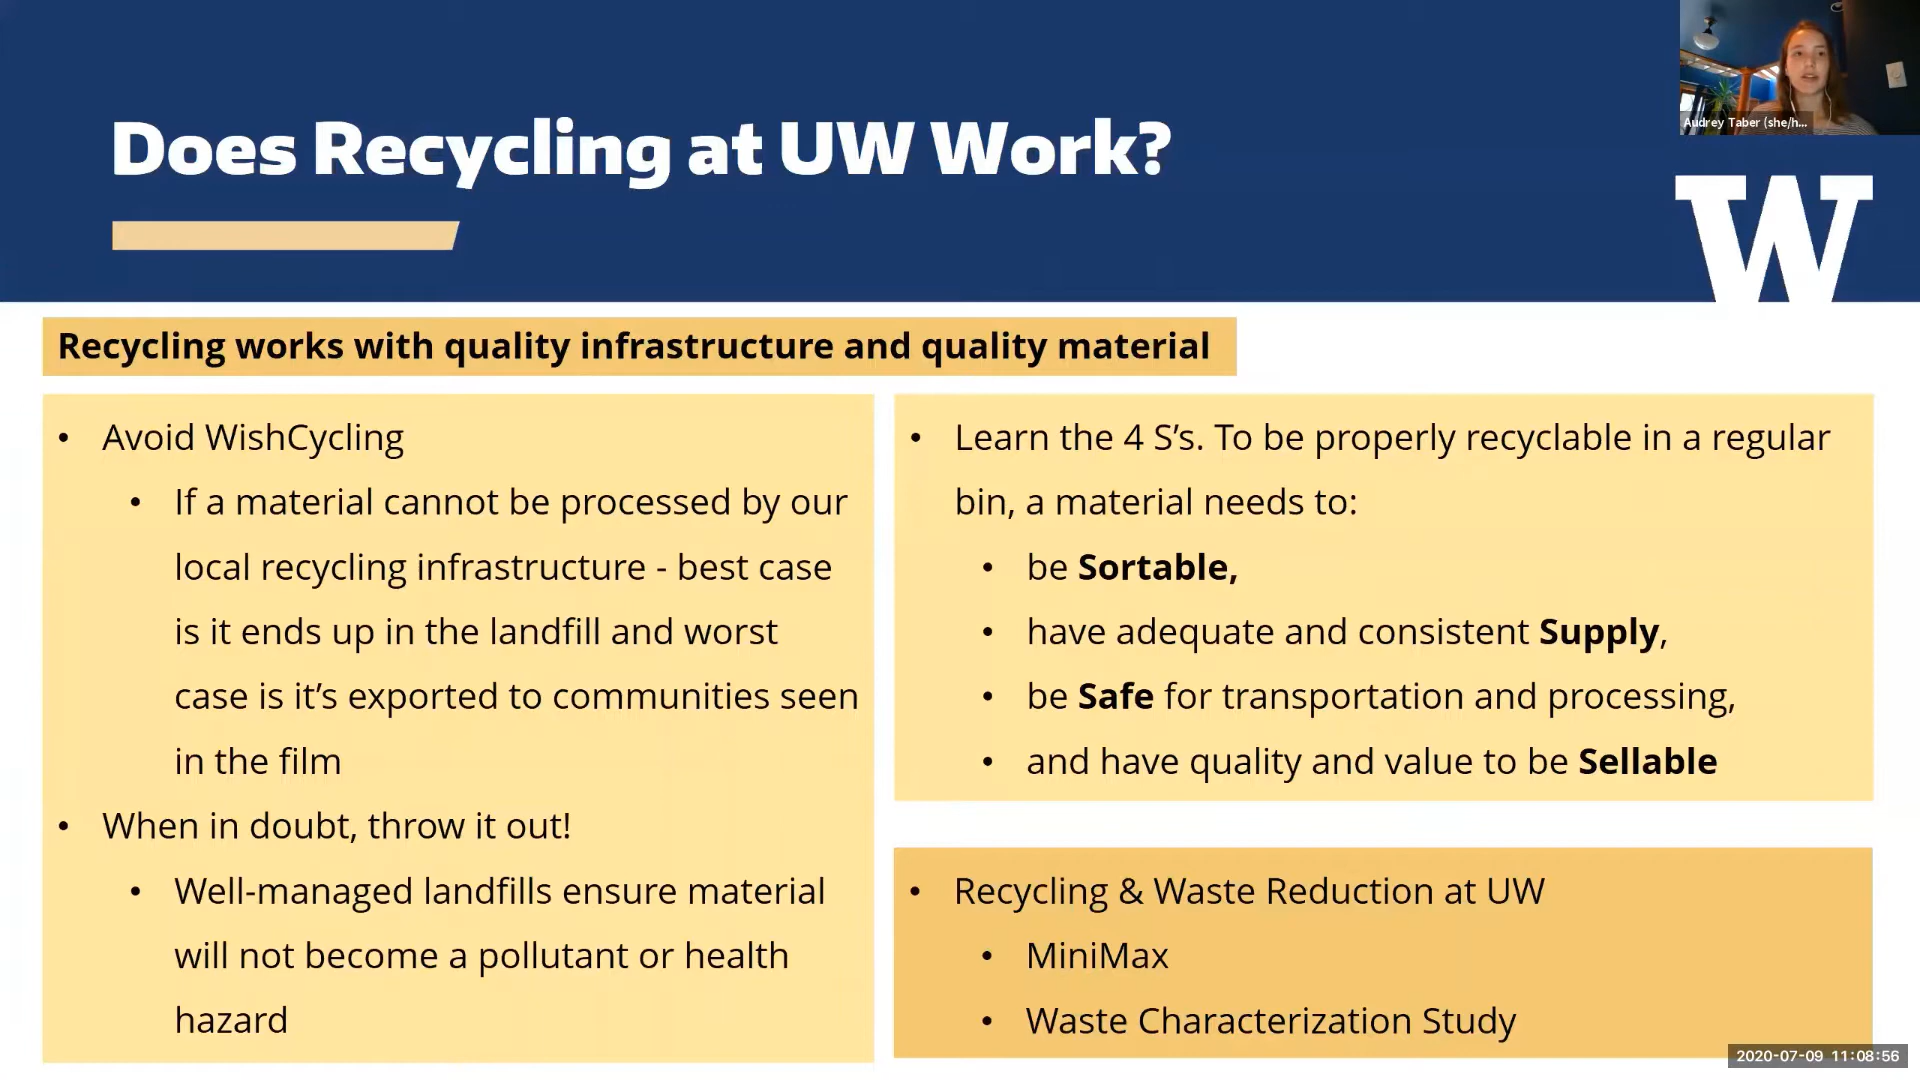 Audrey Taber (she/h...
Does Recycling at UW Work?
W
Recycling works with quality infrastructure and quality material
• Avoid WishCycling
• If a material cannot be processed by our
local recycling infrastructure - best case
is it ends up in the landfill and worst
case is it’s exported to communities seen
in the film
• When in doubt, throw it out!
• Well-managed landfills ensure material
will not become a pollutant or health
hazard
• Learn the 4 S’s. To be properly recyclable in a regular
bin, a material needs to:
• be Sortable,
• have adequate and consistent Supply,
• be Safe for transportation and processing,
• and have quality and value to be Sellable
• Recycling & Waste Reduction at UW
• MiniMax
• Waste Characterization Study
2020-07-09 11:08:56